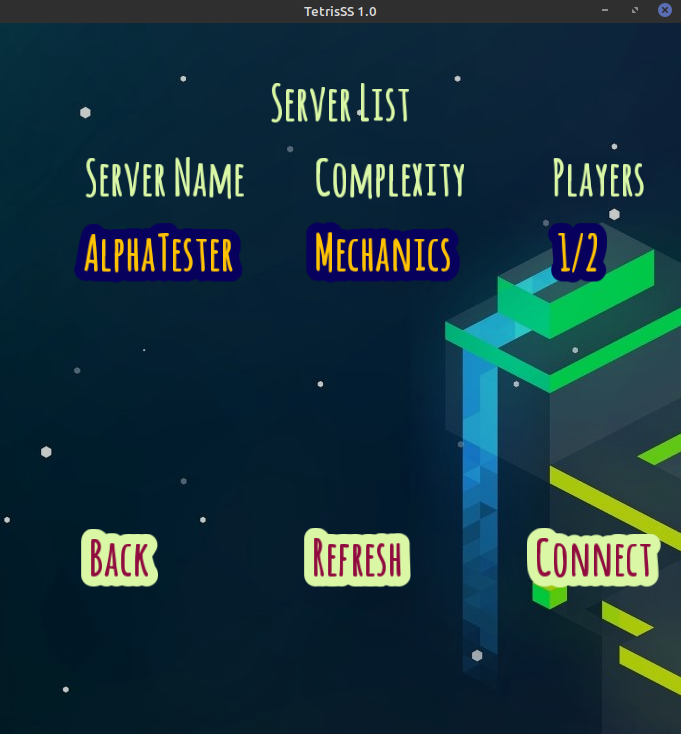 TetrisSS 1.0
Server List
Server Name Complexity Players
AlphaTester Mechanics 1/2
Back Refresh Connect